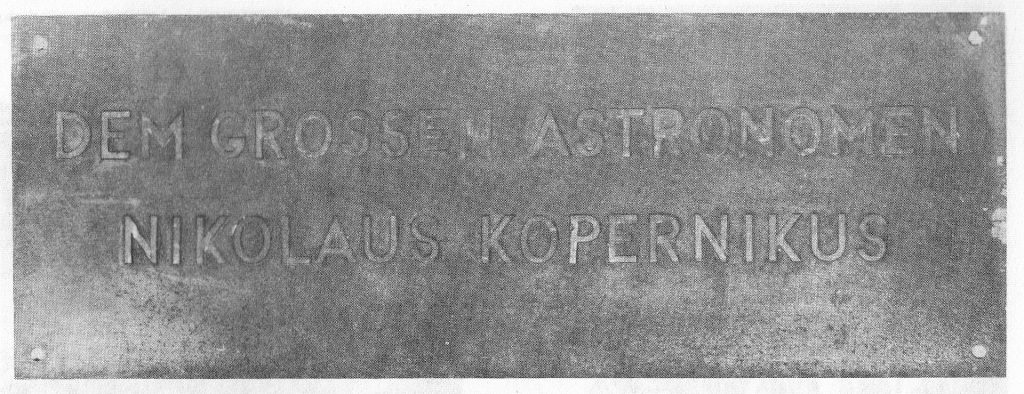 DEM GROSSEN ASTRONOMEN
NIKOLAUS KOPERNIKUS